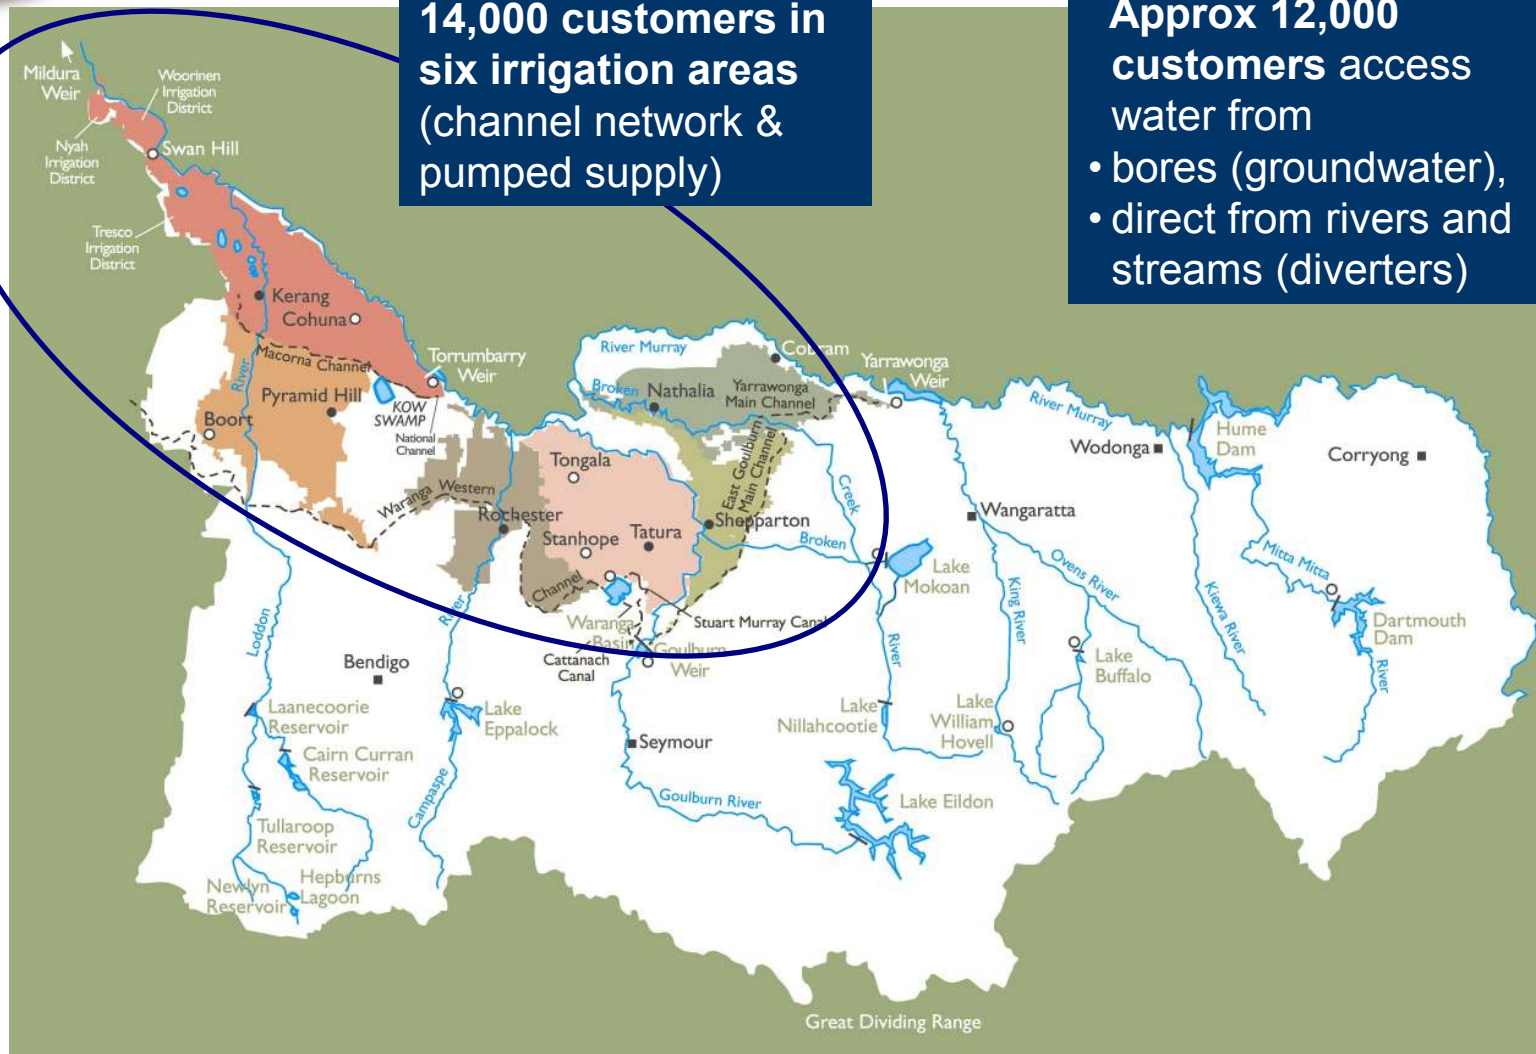 14,000 customers in
six irrigation areas
(channel network &
pumped supply)
Approx 12,000
customers access
water from
• bores (groundwater),
• direct from rivers and
streams (diverters)
Mildura
Weir
Woorinen
Irrigation
District
Nyah
Irrigation
District
Swan Hill
Tresco
Irrigation
District
Kerang
Cohuna
Macorna Channel
Torrumbarry
Weir
River
Pyramid Hill
KOW
SWAMP
National
Channel
Boort
River Murray
Cobram
Yarrawonga
Weir
Broken
Nathalia
Yarrawonga
Main Channel
River Murray
Hume
Dam
Wodonga
Corryong
Tongala
East Goulburn
Main Channel
Creek
Waranga Western
Rochester
Shepparton
Wangaratta
Stanhope
Tatura
Broken
Lake
Mokoan
Ovens River
Mitta Mitta
Channel
King River
Kiewa River
Dartmouth
Dam
Loddon
River
Waranga
Basin
Stuart Murray Canal
Goulburn
Weir
Cattanach
Canal
River
Lake
Buffalo
River
Bendigo
Laanecoorie
Reservoir
Lake
Eppalock
Lake
Nillahcootie
Lake
William
Hovell
Cairn Curran
Reservoir
Seymour
Campaspe
Goulburn River
Lake Eildon
Tullaroop
Reservoir
Newlyn
Reservoir
Hepburns
Lagoon
Great Dividing Range